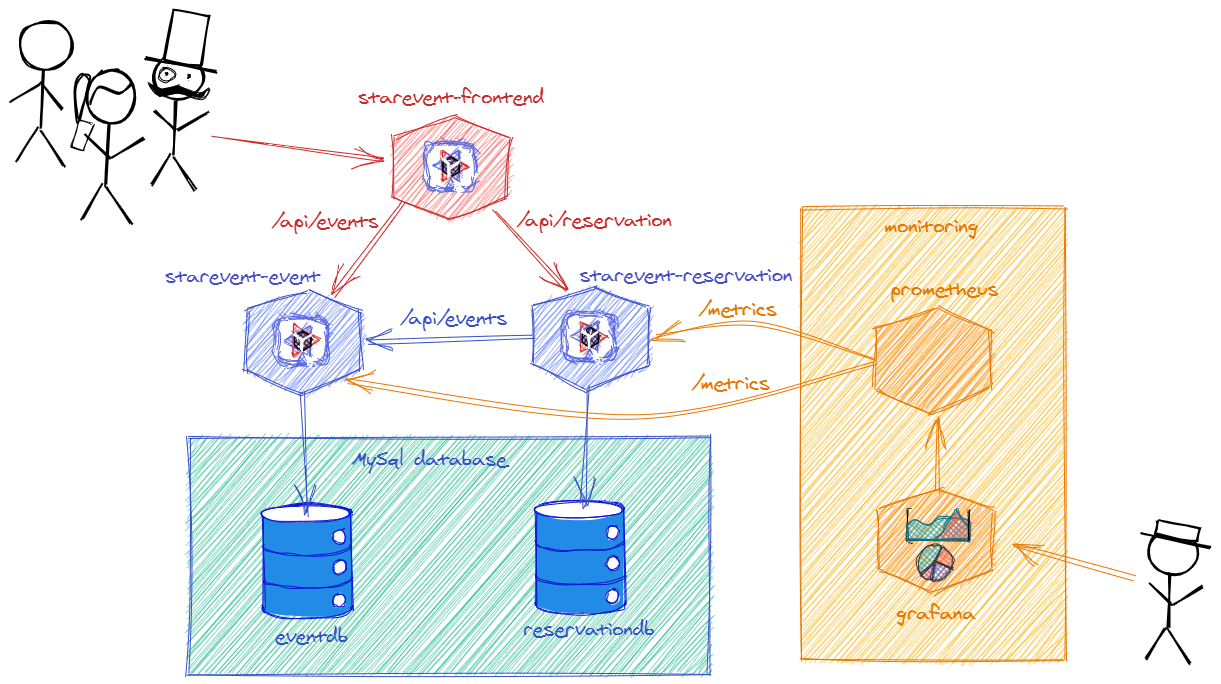 starevent-frontend
/api/events
/api/reservation
monitoring
starevent-event
starevent-reservation
prometheus
/metrics
/api/events
/metrics
MySql database
grafana
eventdb
reservationdb